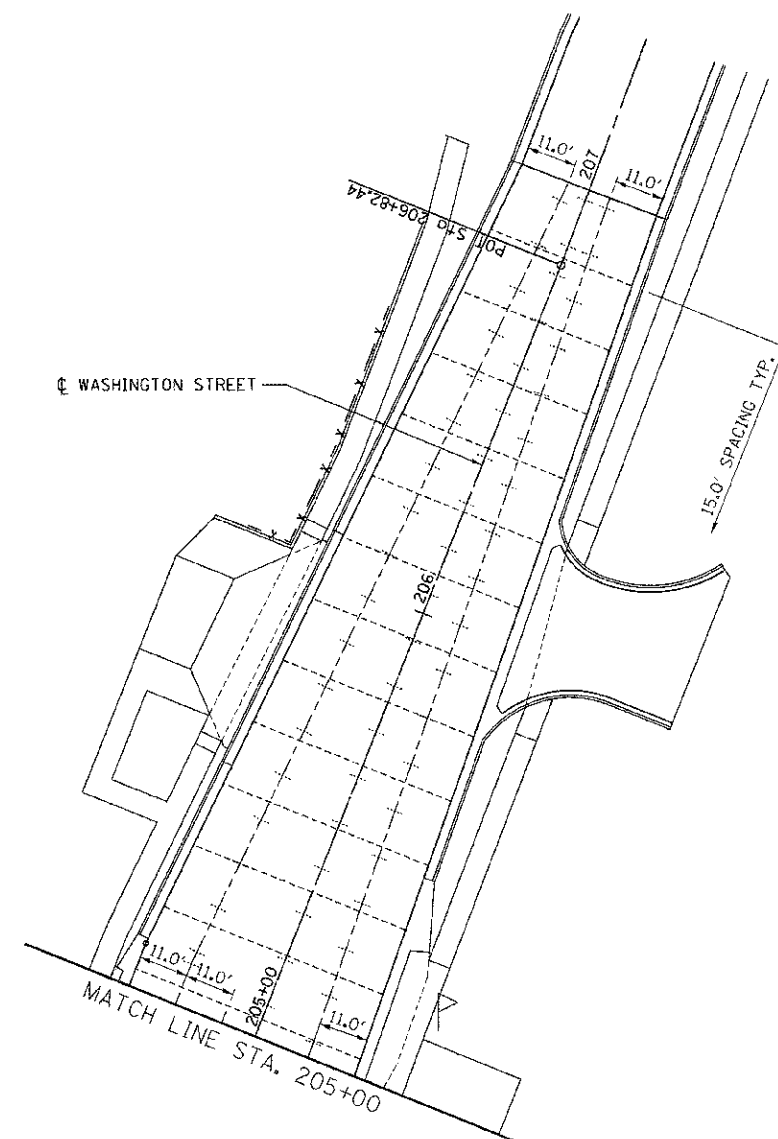 11.0'
207
11.0'
POT Sta 206+82.44
℄ WASHINGTON STREET
15.0' SPACING TYP.
206
11.0'
11.0'
205+00
11.0'
MATCH LINE STA. 205+00